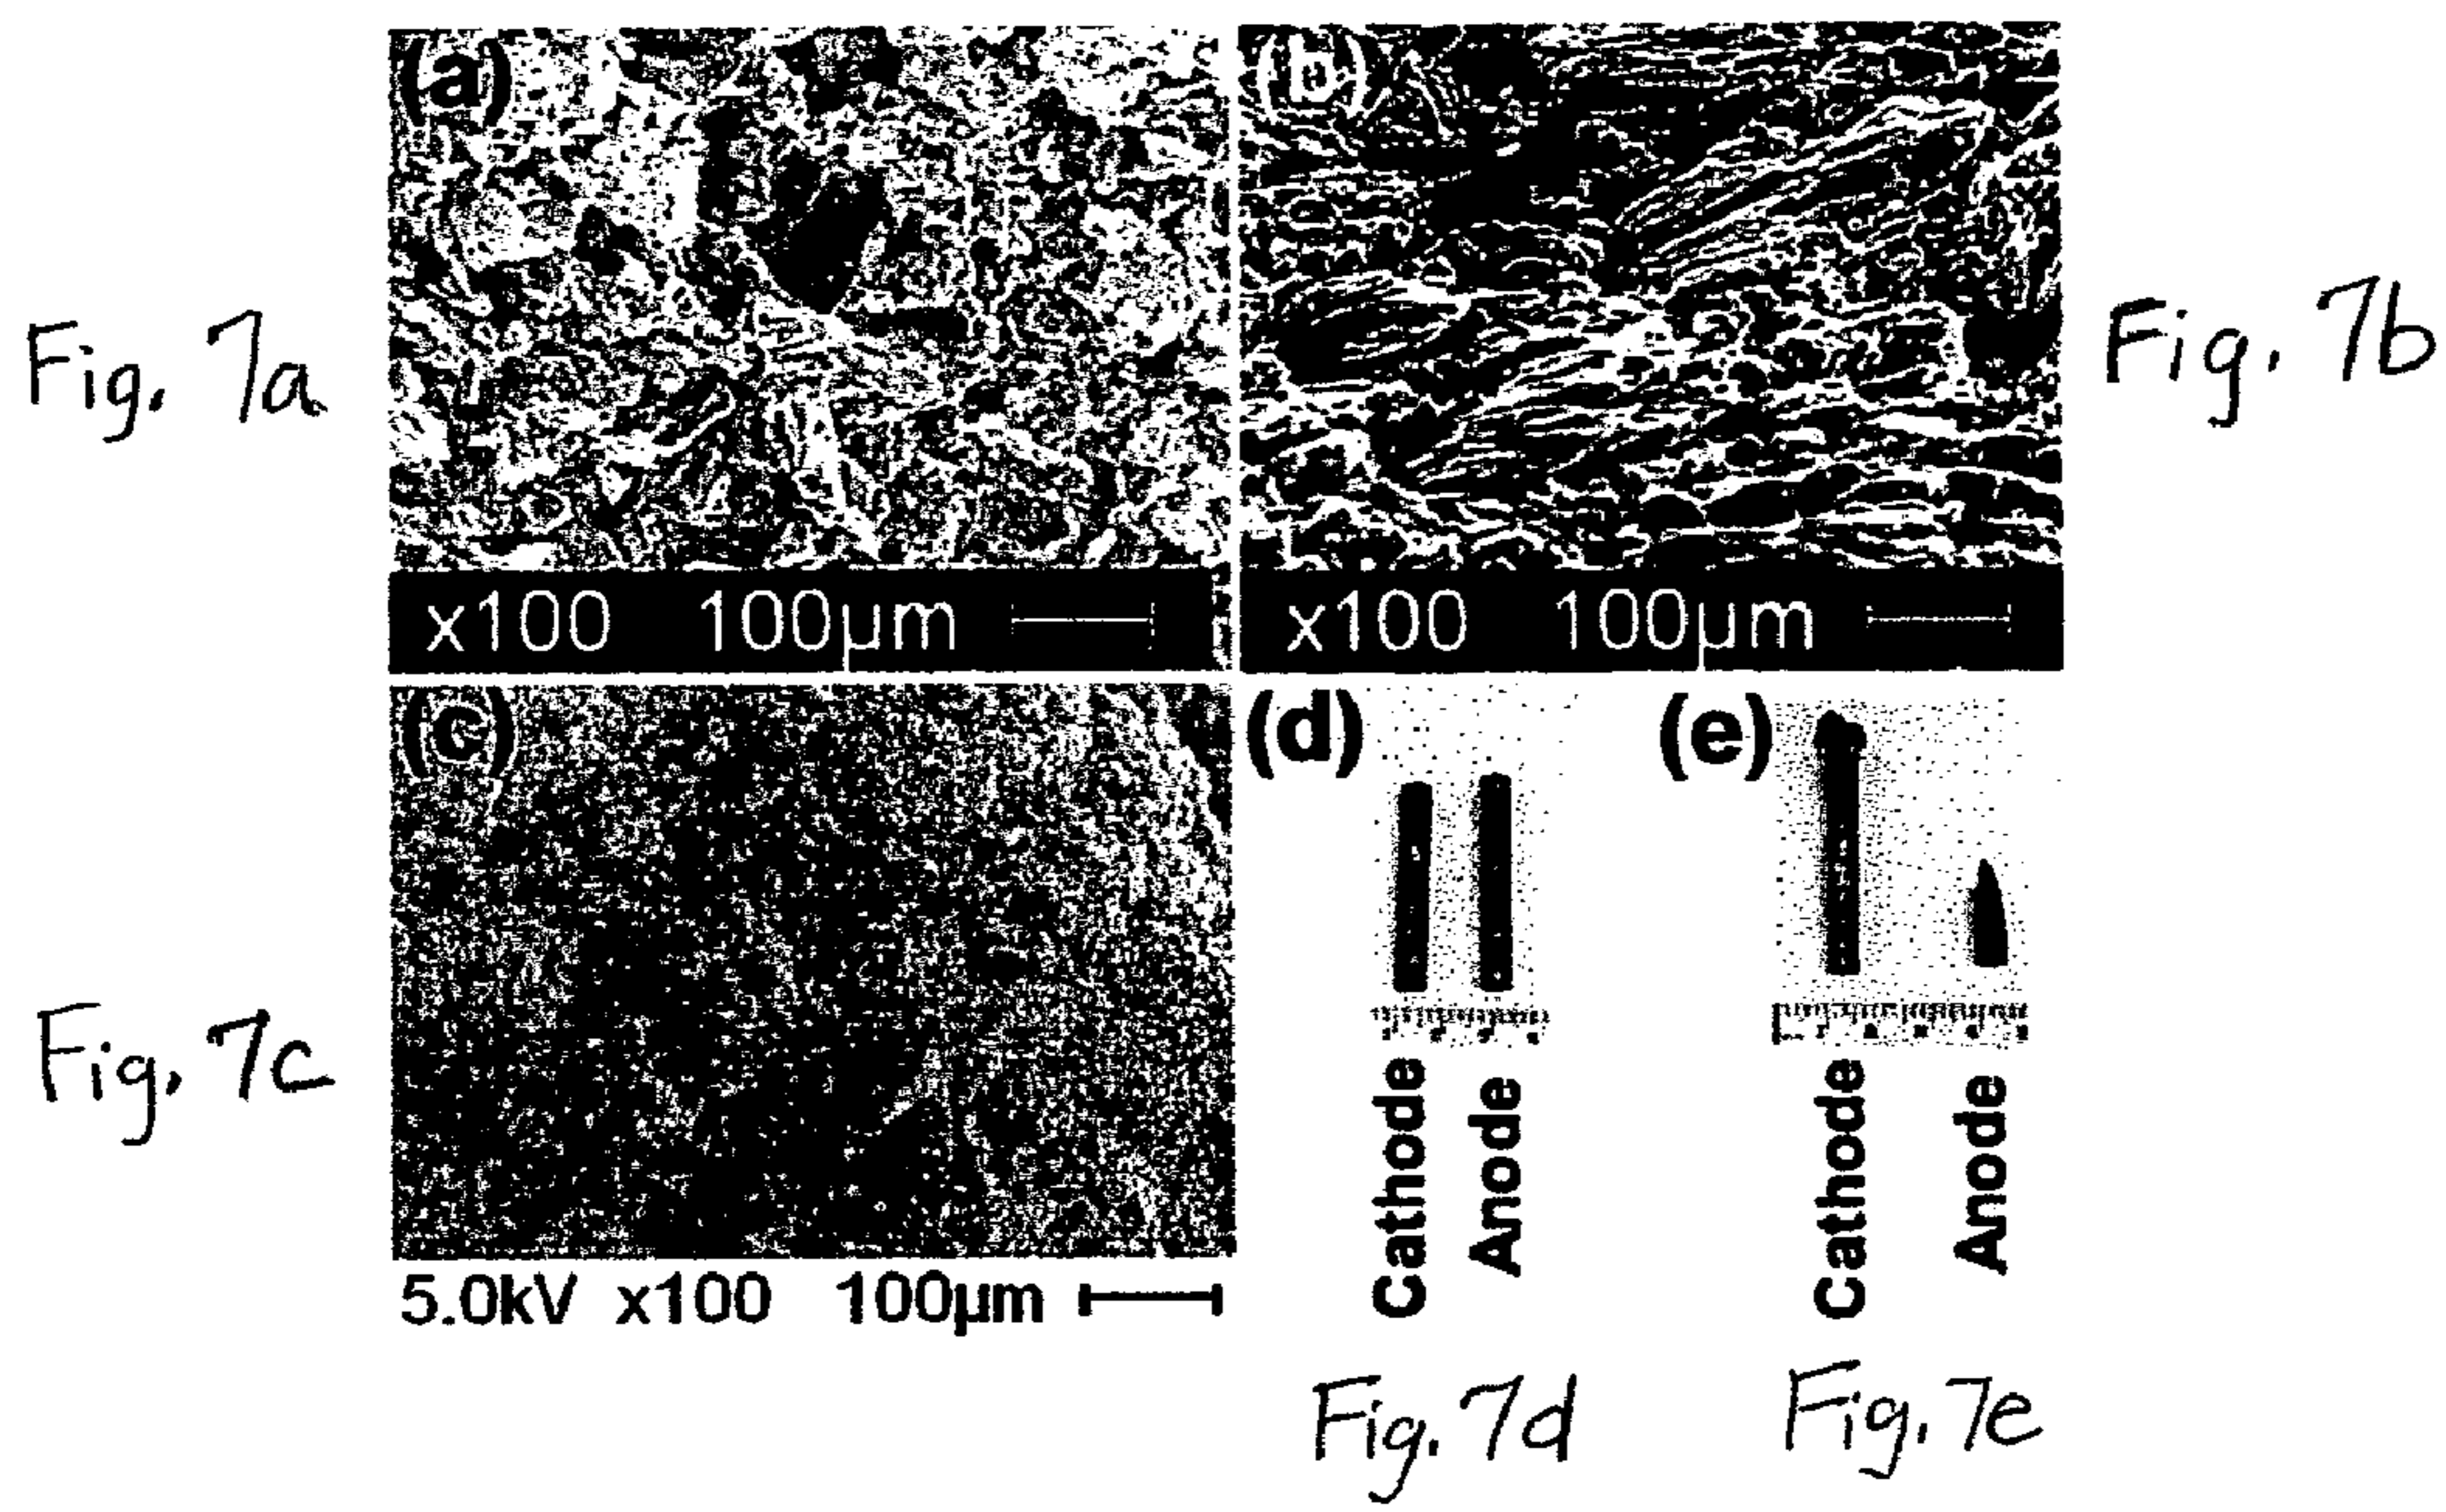 (a)
(b)
Fig. 7a
Fig. 7b
x100 100µm
x100 100µm
(c)
(d)
(e)
Fig. 7c
Cathode
Anode
Cathode
Anode
5.0kV x100 100µm
Fig. 7d
Fig. 7e